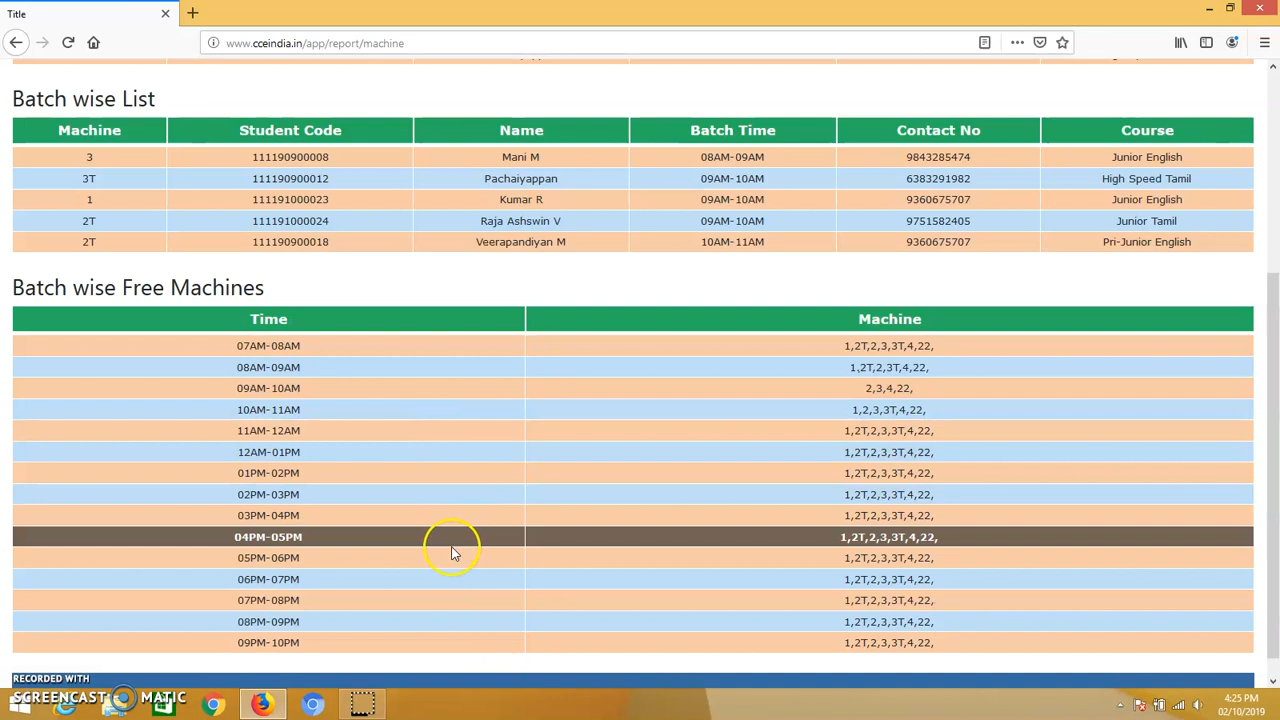 Title
www.cceindia.in/app/report/machine
Batch wise List
Machine Student Code Name Batch Time Contact No Course
3 111190900008 Mani M 08AM-09AM 9843285474 Junior English
3T 111190900012 Pachaiyappan 09AM-10AM 6383291982 High Speed Tamil
1 111191000023 Kumar R 09AM-10AM 9360675707 Junior English
2T 111191000024 Raja Ashswin V 09AM-10AM 9751582405 Junior Tamil
2T 111190900018 Veerapandiyan M 10AM-11AM 9360675707 Pri-Junior English
Batch wise Free Machines
Time Machine
07AM-08AM 1,2T,2,3,3T,4,22,
08AM-09AM 1,2T,2,3T,4,22,
09AM-10AM 2,3,4,22,
10AM-11AM 1,2,3,3T,4,22,
11AM-12AM 1,2T,2,3,3T,4,22,
12AM-01PM 1,2T,2,3,3T,4,22,
01PM-02PM 1,2T,2,3,3T,4,22,
02PM-03PM 1,2T,2,3,3T,4,22,
03PM-04PM 1,2T,2,3,3T,4,22,
04PM-05PM 1,2T,2,3,3T,4,22,
05PM-06PM 1,2T,2,3,3T,4,22,
06PM-07PM 1,2T,2,3,3T,4,22,
07PM-08PM 1,2T,2,3,3T,4,22,
08PM-09PM 1,2T,2,3,3T,4,22,
09PM-10PM 1,2T,2,3,3T,4,22,
RECORDED WITH
SCREENCAST MATIC
4:25 PM
02/10/2019